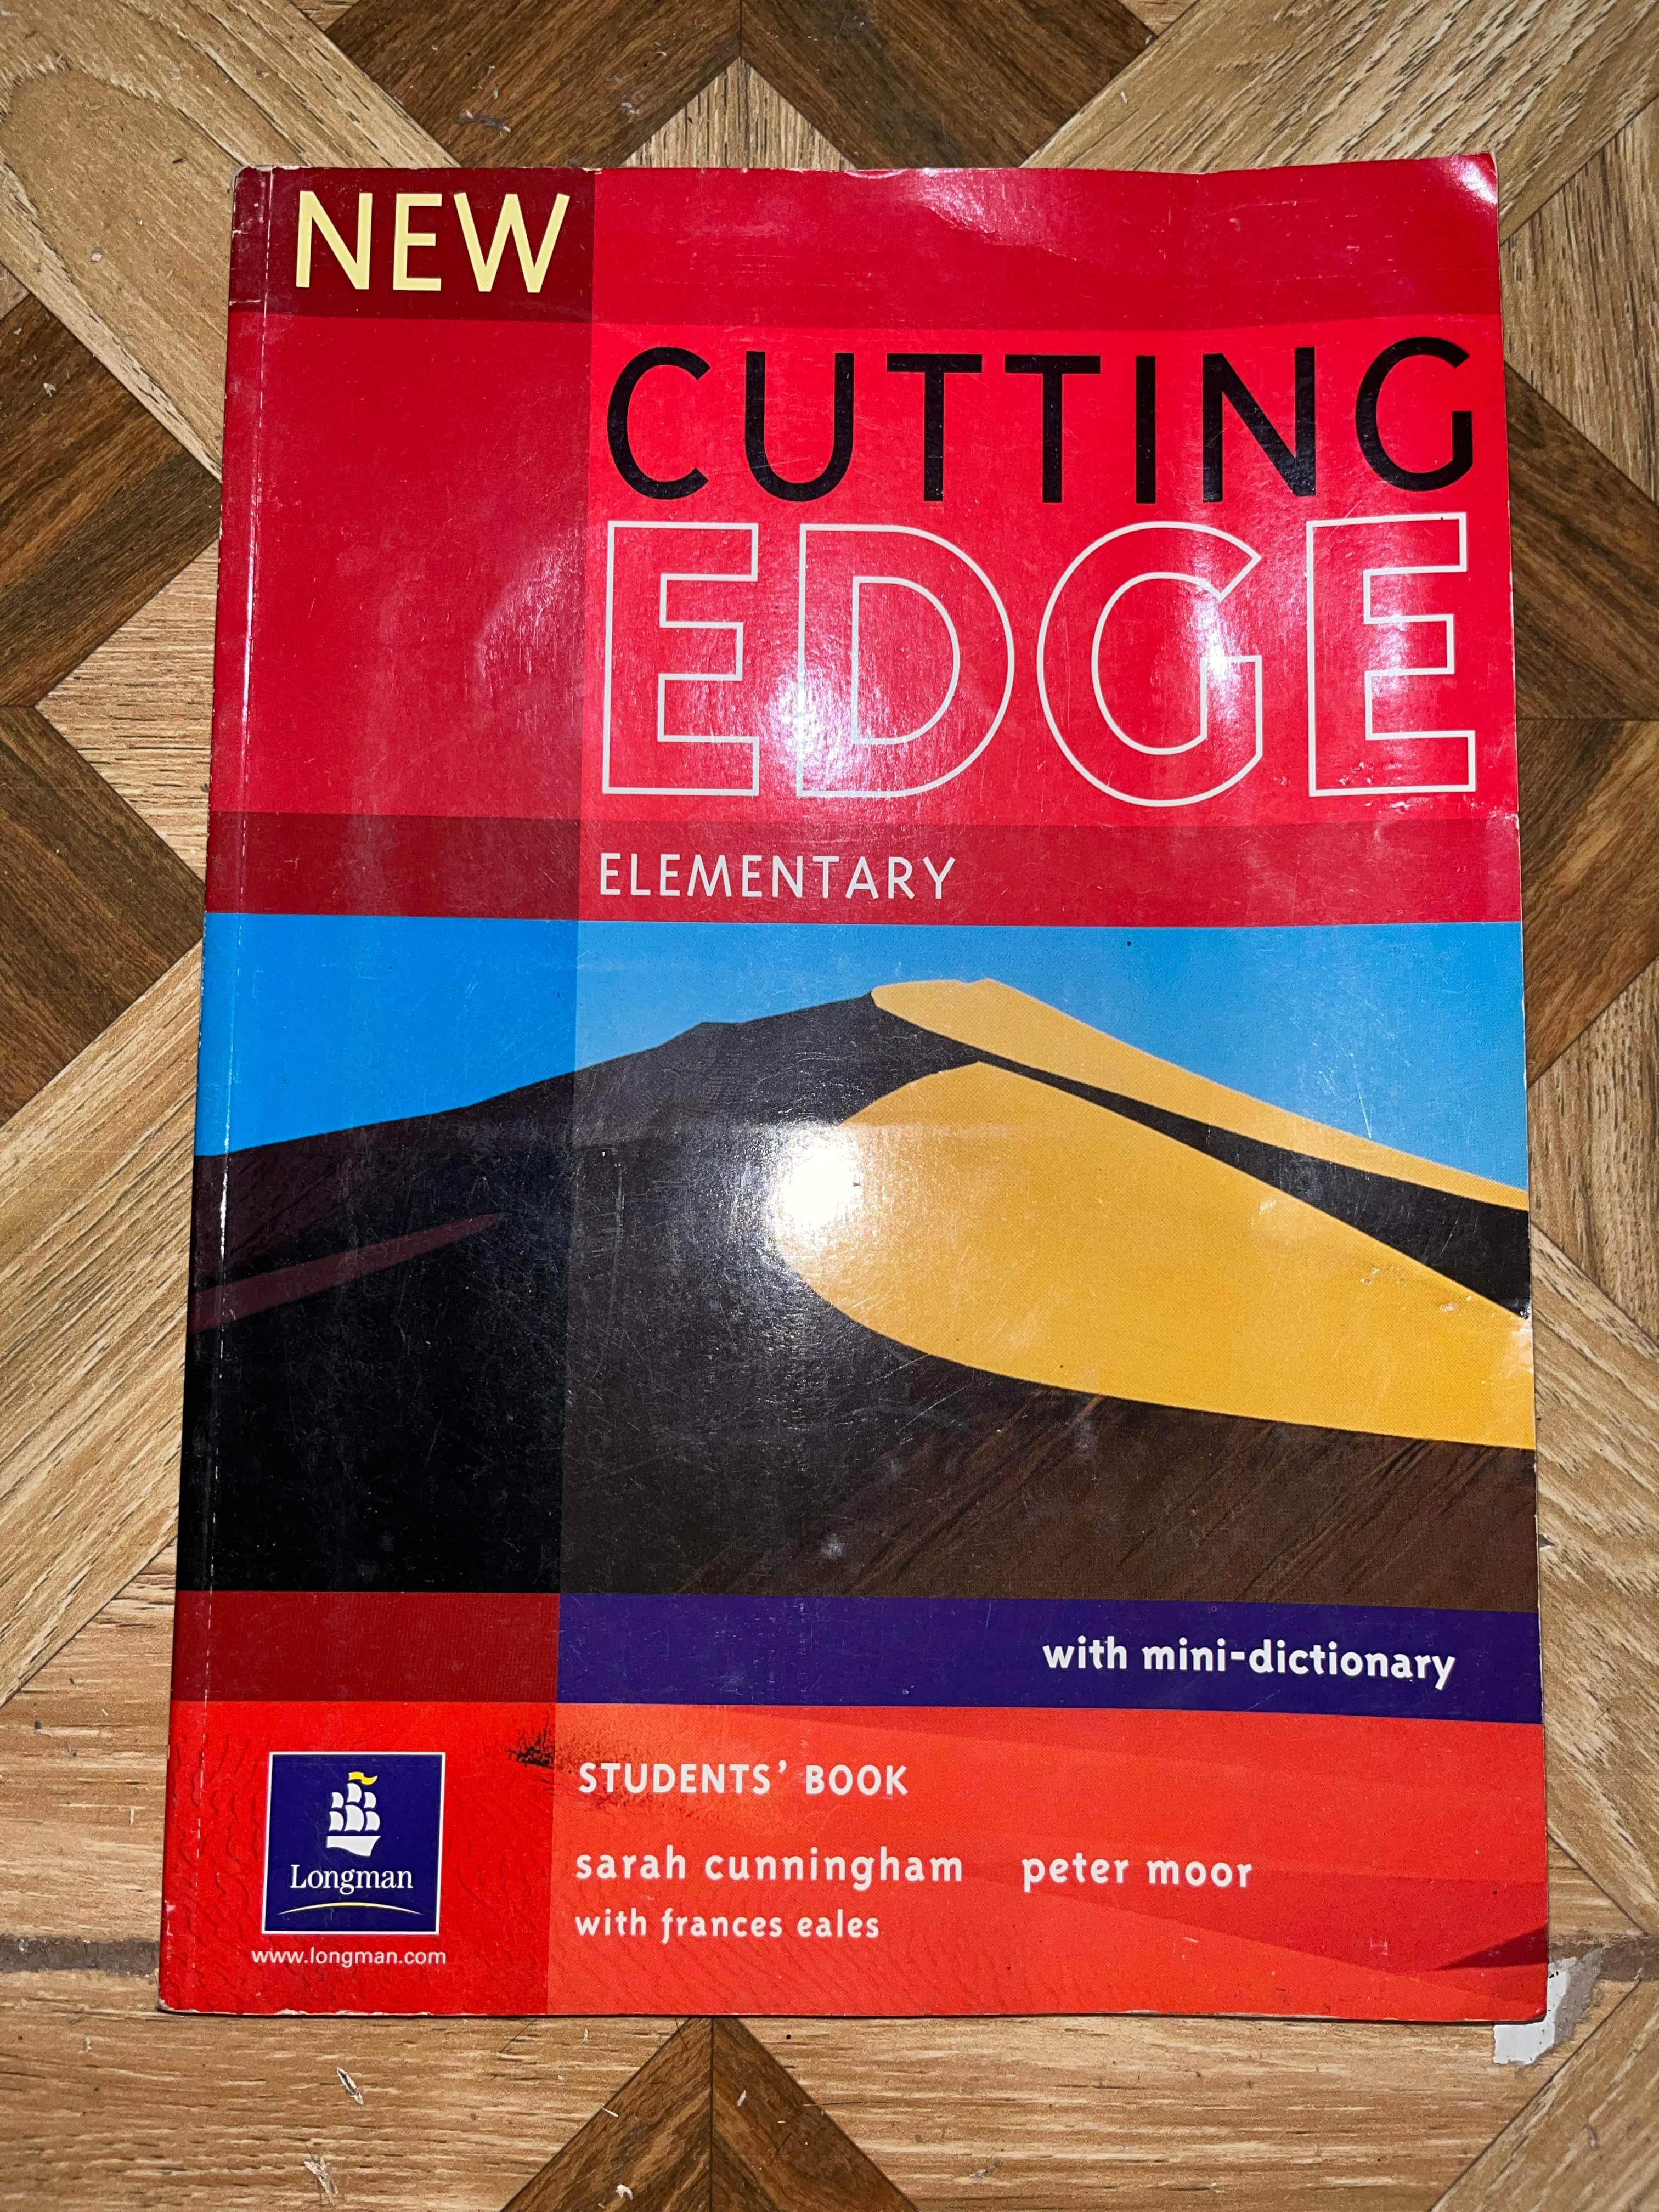 NEW
CUTTING
EDGE
ELEMENTARY
with mini-dictionary
STUDENTS' BOOK
sarah cunningham peter moor
with frances eales
Longman
www.longman.com